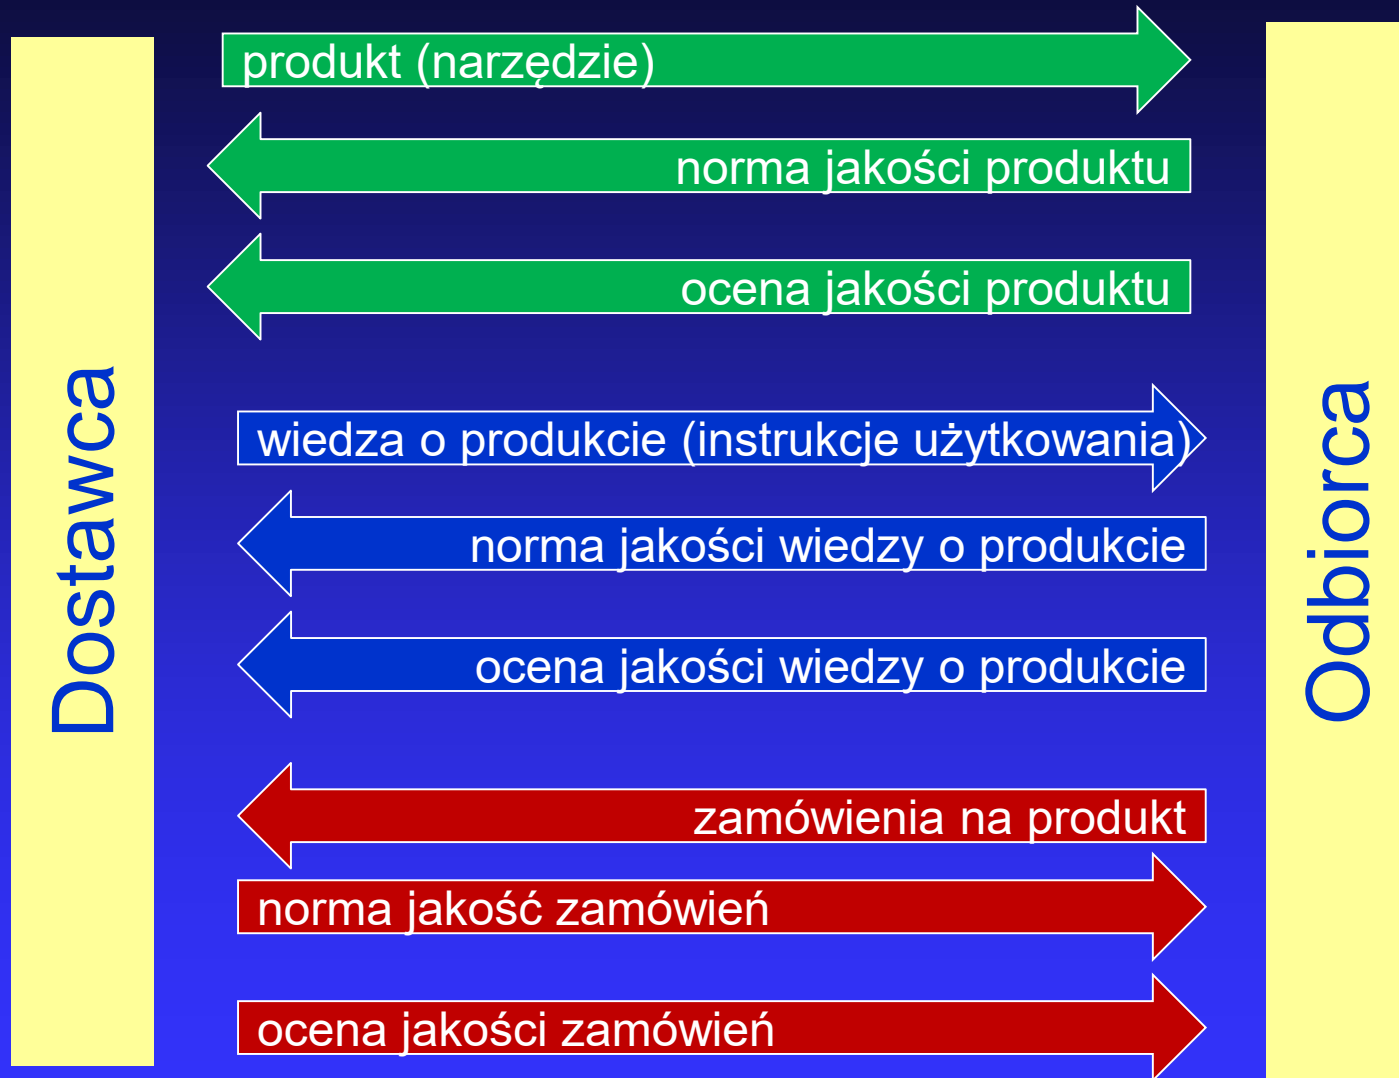 Dostawca
produkt (narzędzie)
norma jakości produktu
ocena jakości produktu
wiedza o produkcie (instrukcje użytkowania)
norma jakości wiedzy o produkcie
ocena jakości wiedzy o produkcie
zamówienia na produkt
norma jakość zamówień
ocena jakości zamówień
Odbiorca